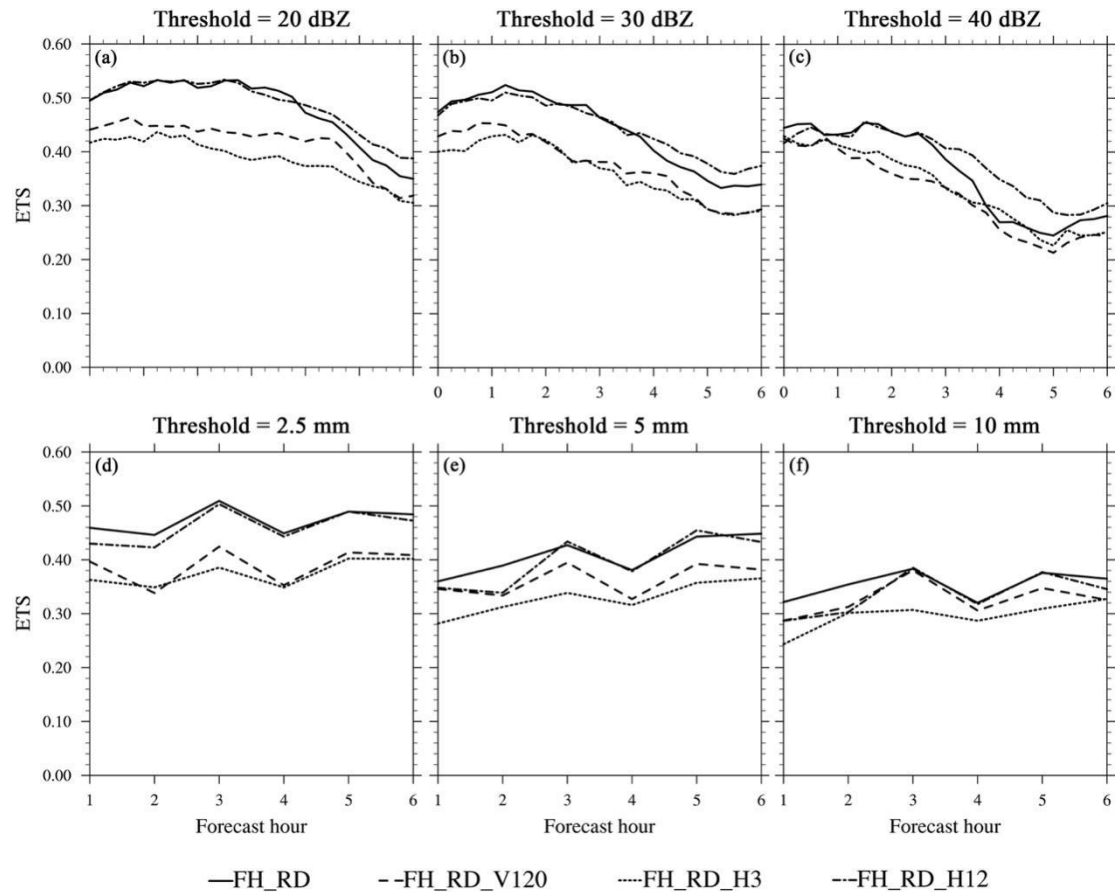 Threshold = 20 dBZ Threshold = 30 dBZ Threshold = 40 dBZ
(a) (b) (c)
0.60
0.50
0.40
0.30
0.20
0.10
0.00
ETS
0 1 2 3 4 5 6 0 1 2 3 4 5 6
Threshold = 2.5 mm Threshold = 5 mm Threshold = 10 mm
(d) (e) (f)
0.60
0.50
0.40
0.30
0.20
0.10
0.00
ETS
1 2 3 4 5 6 1 2 3 4 5 6 1 2 3 4 5 6
Forecast hour Forecast hour Forecast hour
FH_RD FH_RD_V120 FH_RD_H3 FH_RD_H12